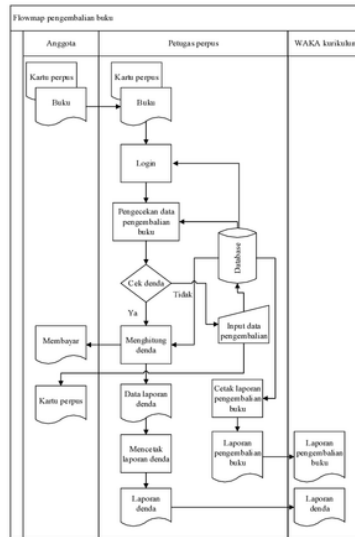 Flowmap pengembalian buku
Anggota
Petugas perpus
WAKA kurikulum
Kartu perpus
Buku
Kartu perpus
Buku
Login
Pengecekan data
pengembalian
buku
Database
Cek denda
Tidak
Ya
Input data
pengembalian
Membayar
Menghitung
denda
Kartu perpus
Data laporan
denda
Cetak laporan
pengembalian
buku
Mencetak
laporan denda
Laporan
pengembalian
buku
Laporan
pengembalian
buku
Laporan
denda
Laporan
denda